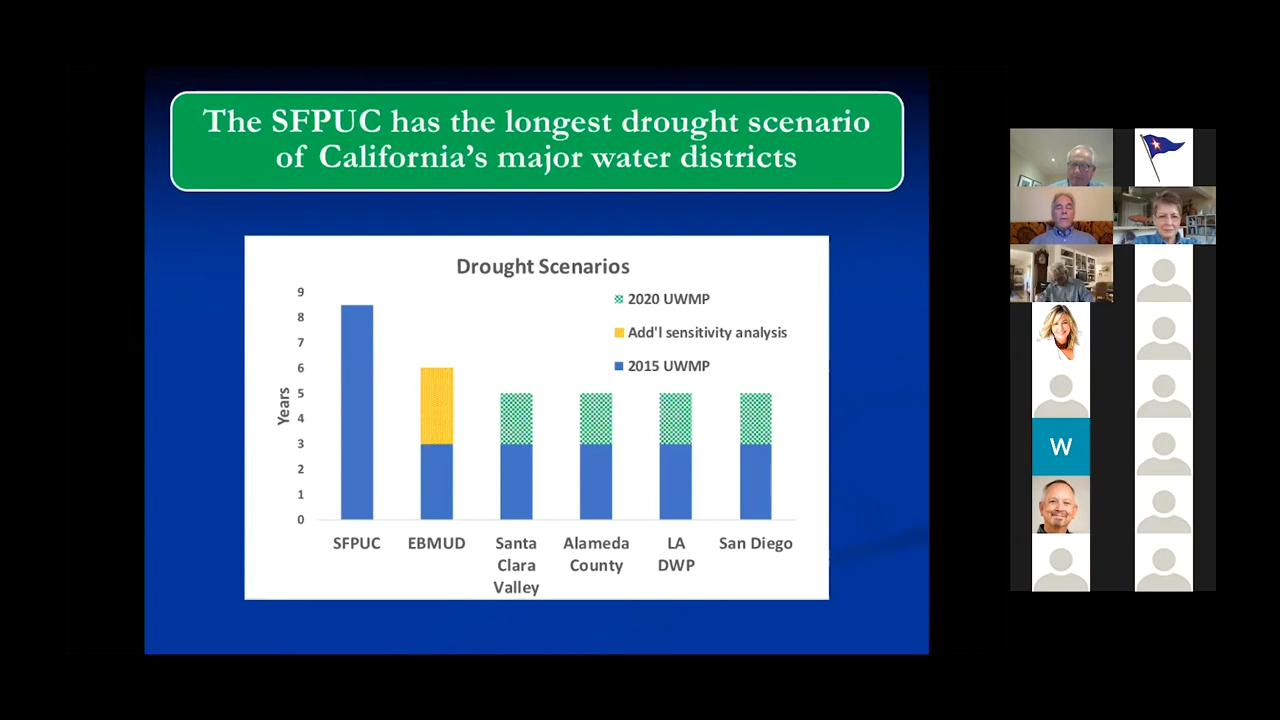 The SFPUC has the longest drought scenario
of California's major water districts
Drought Scenarios
2020 UWMP
Add'l sensitivity analysis
2015 UWMP
Years
9
8
7
6
5
4
3
2
1
0
SFPUC
EBMUD
Santa
Clara
Valley
Alameda
County
LA
DWP
San Diego
W